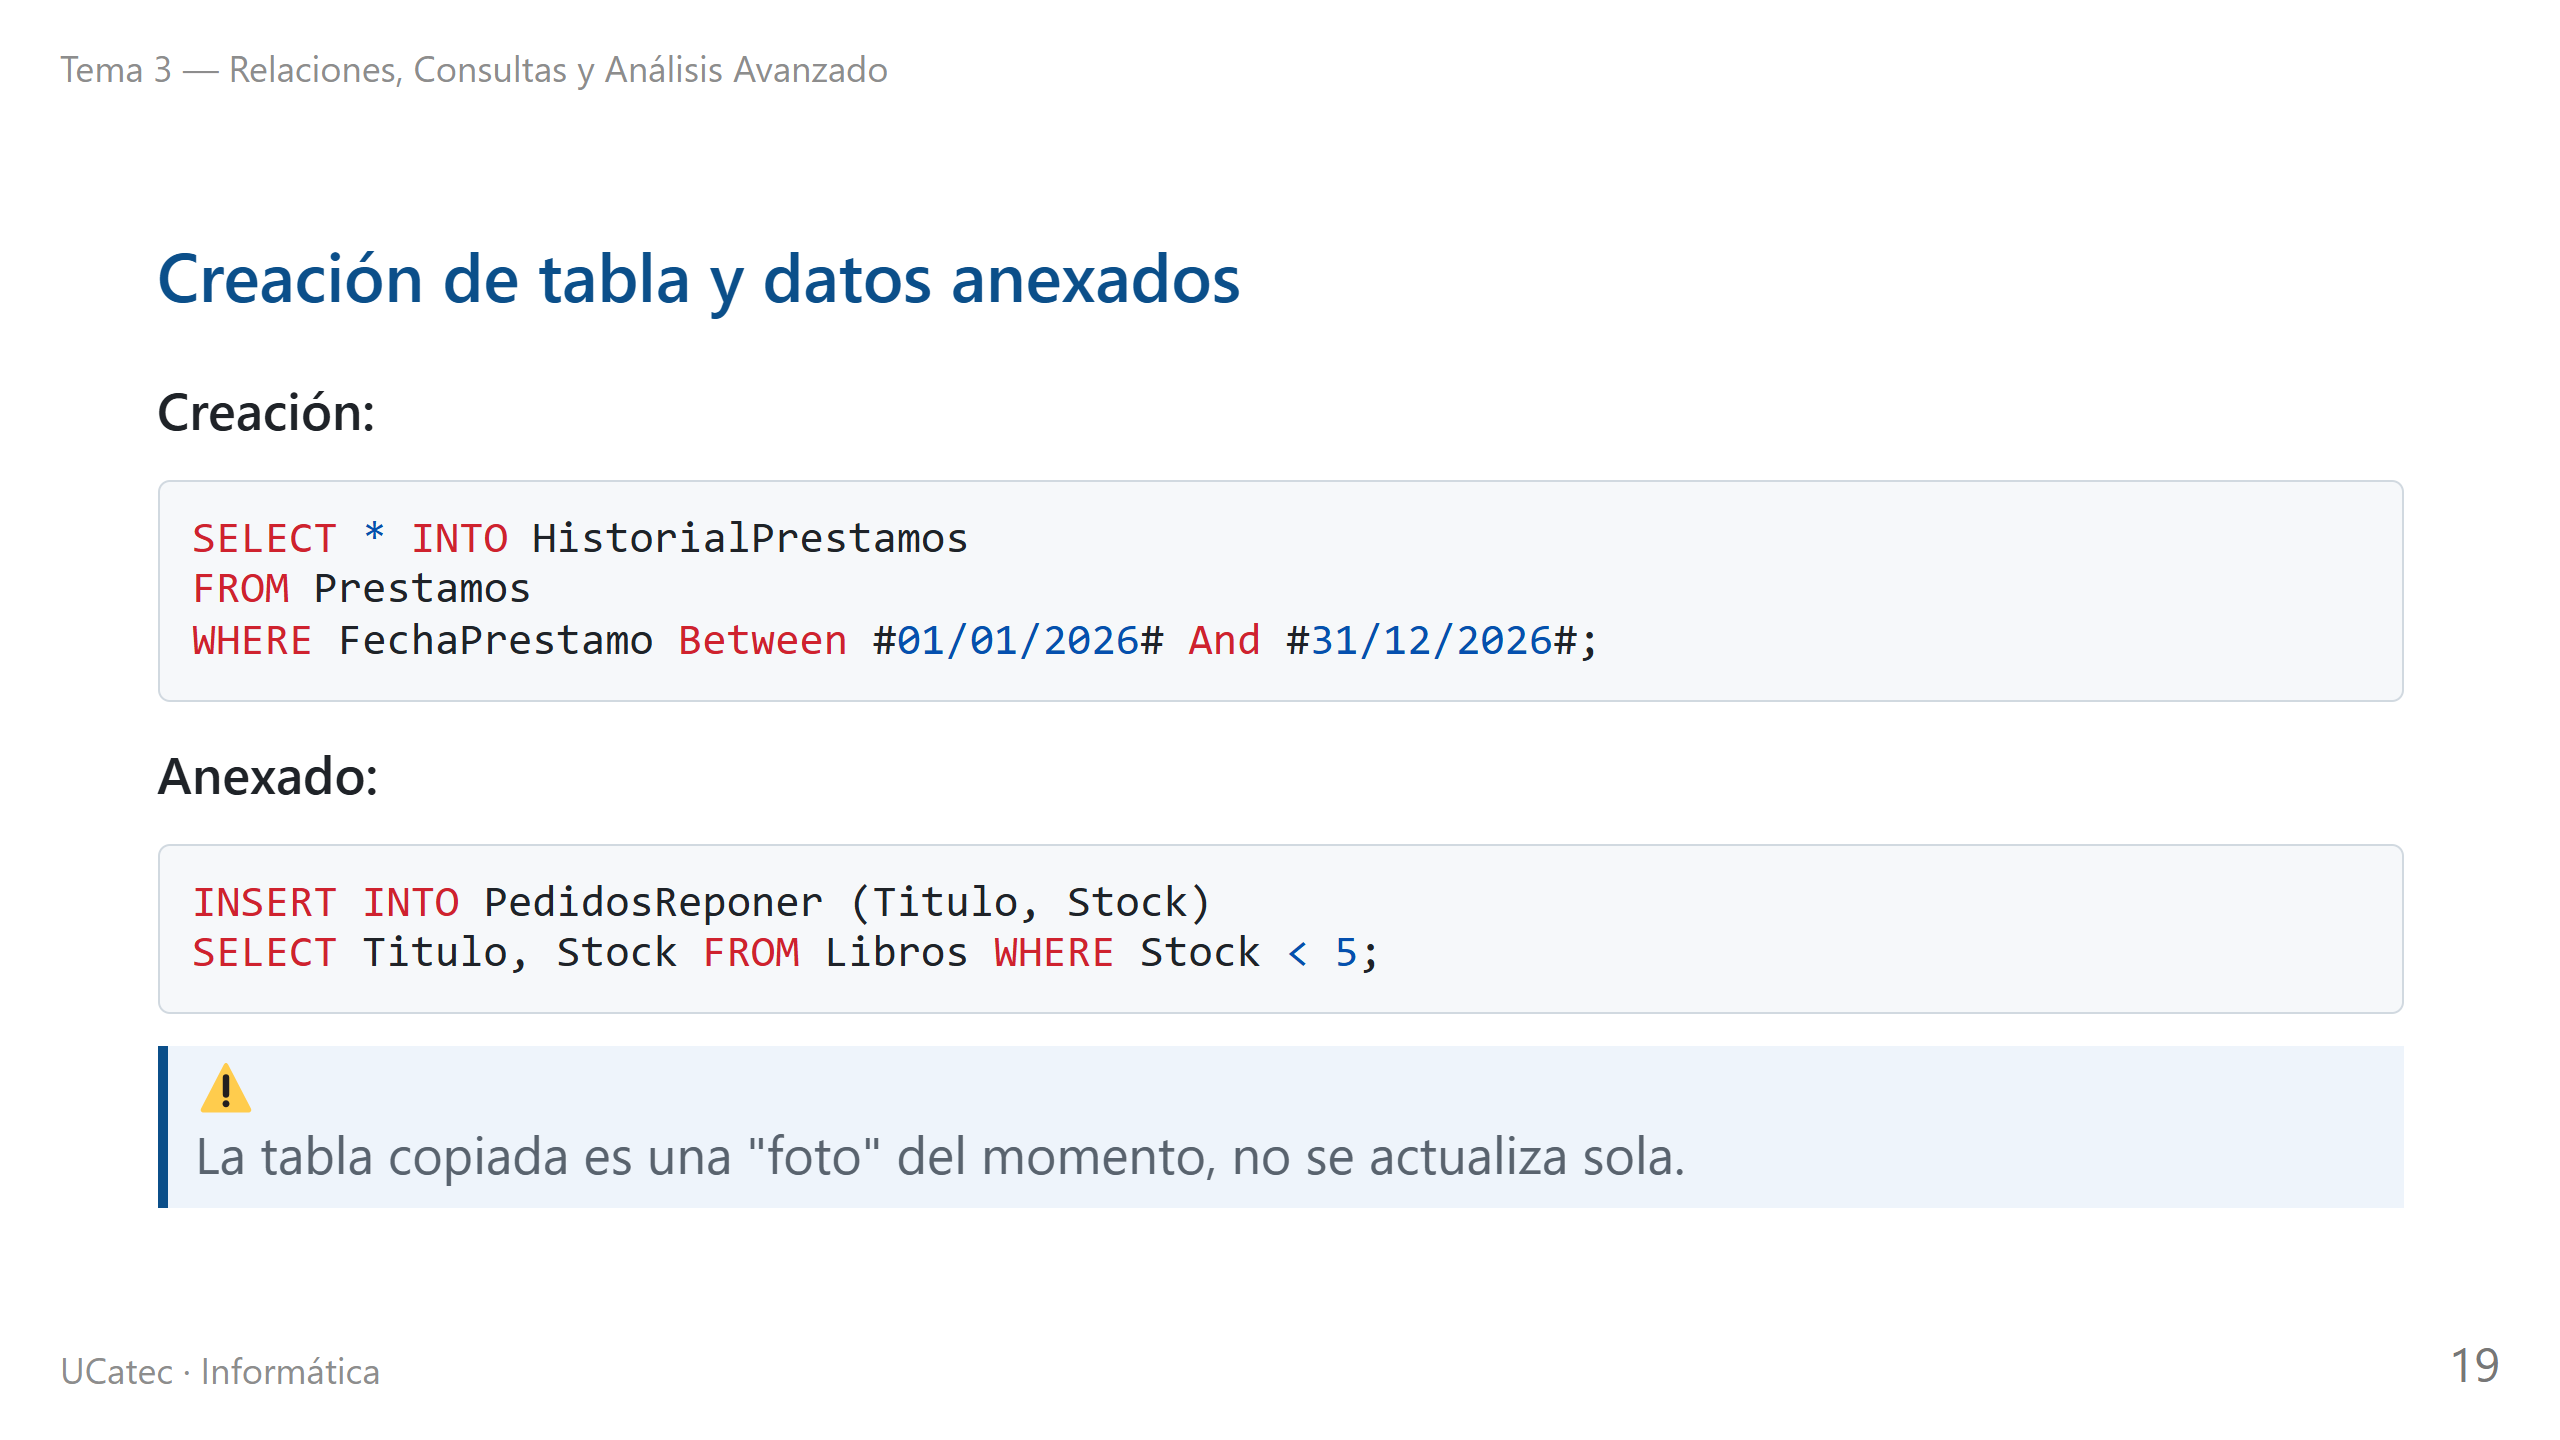 Tema 3 — Relaciones, Consultas y Análisis Avanzado
Creación de tabla y datos anexados
Creación:
SELECT * INTO HistorialPrestamos
FROM Prestamos
WHERE FechaPrestamo Between #01/01/2026# And #31/12/2026#;
Anexado:
INSERT INTO PedidosReponer (Titulo, Stock)
SELECT Titulo, Stock FROM Libros WHERE Stock < 5;
⚠️
La tabla copiada es una "foto" del momento, no se actualiza sola.
UCatec · Informática
19